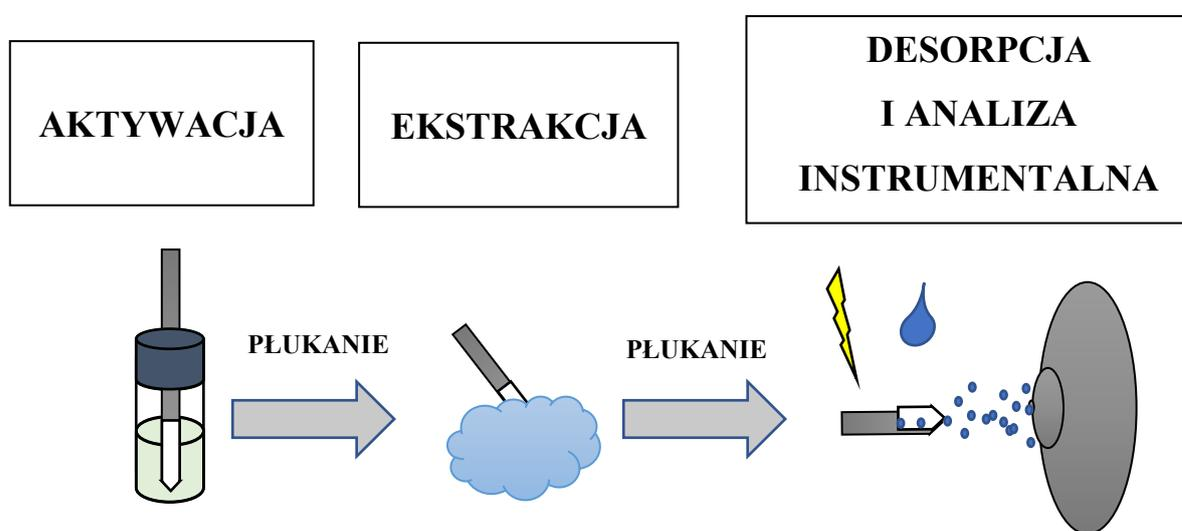 AKTYWACJA
EKSTRAKCJA
DESORPCJA
I ANALIZA
INSTRUMENTALNA
PŁUKANIE
PŁUKANIE